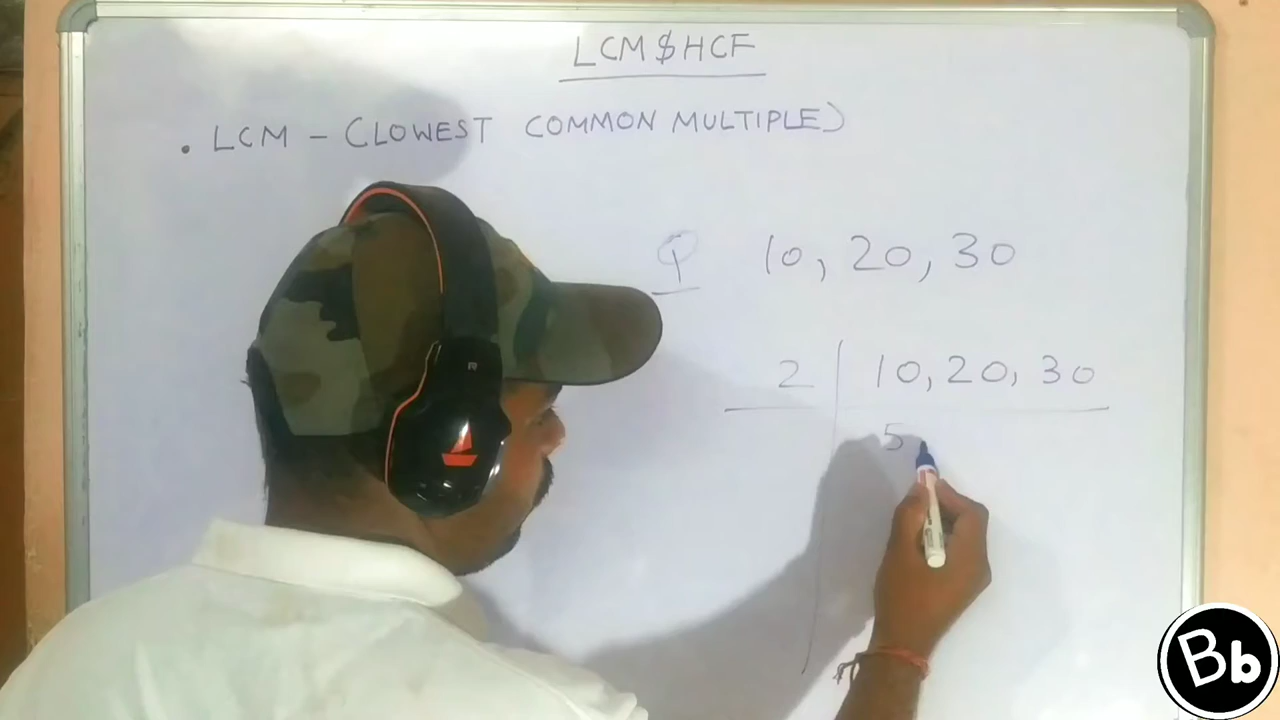 LCM $ HCF
• LCM - (LOWEST COMMON MULTIPLE)
Q 10, 20, 30
2 10, 20, 30
5
Bb